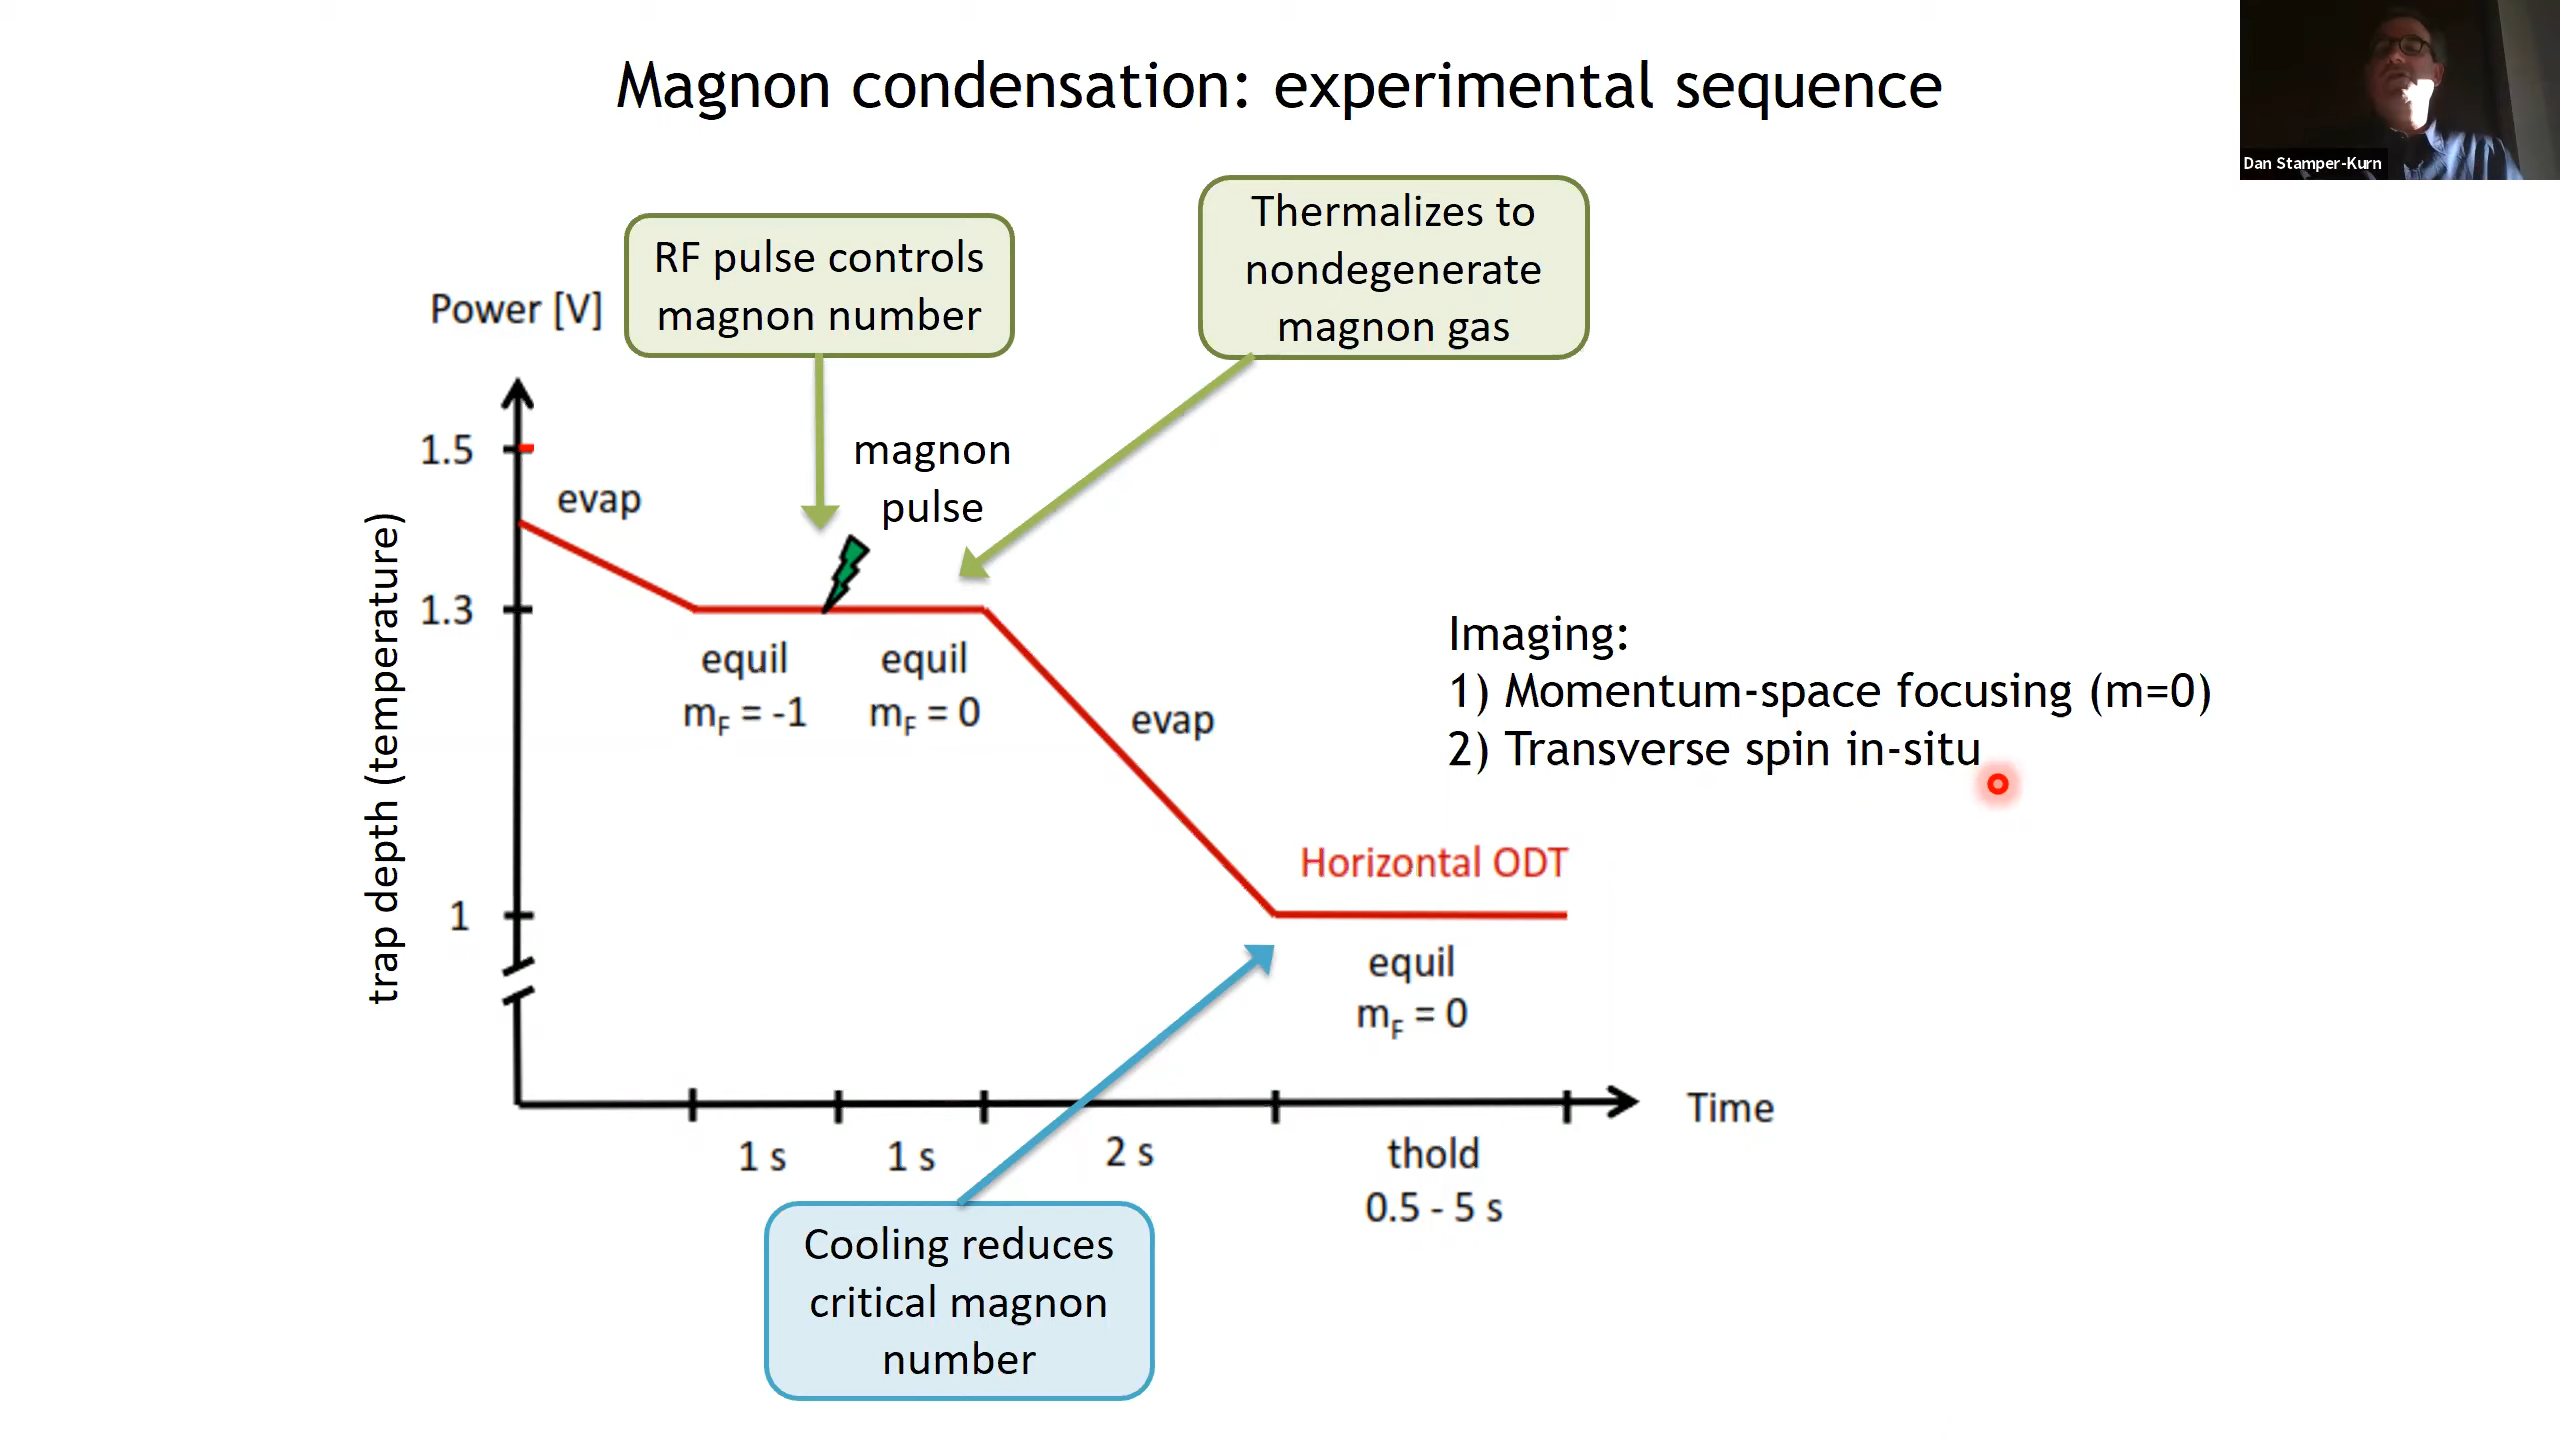 Magnon condensation: experimental sequence
Dan Stamper-Kurn
RF pulse controls
magnon number
Thermalizes to
nondegenerate
magnon gas
Power [V]
magnon
pulse
1.5
evap
1.3
trap depth (temperature)
equil
mF = -1
equil
mF = 0
evap
Imaging:
1) Momentum-space focusing (m=0)
2) Transverse spin in-situ
Horizontal ODT
1
equil
mF = 0
Time
1 s
1 s
2 s
thold
0.5 - 5 s
Cooling reduces
critical magnon
number